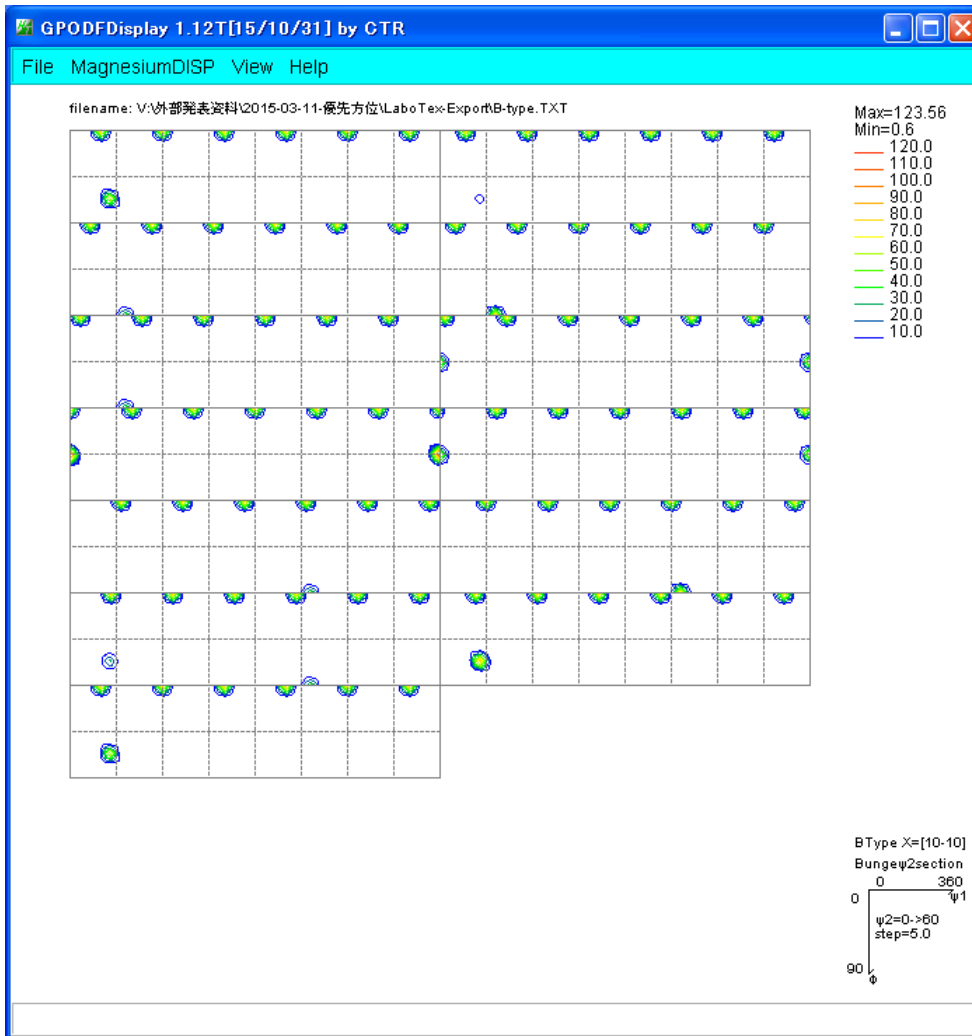 GPODFDisplay 1.12T[15/10/31] by CTR
File MagnesiumDISP View Help
filename: V:\外部発表資料\2015-03-11-優先方位\LaboTex-Export\B-type.TXT
Max=123.56
Min=0.6
120.0
110.0
100.0
90.0
80.0
70.0
60.0
50.0
40.0
30.0
20.0
10.0
BType X=[10-10]
Bungeψ2section
0 360
0 ψ1
ψ2=0->60
step=5.0
90
Φ